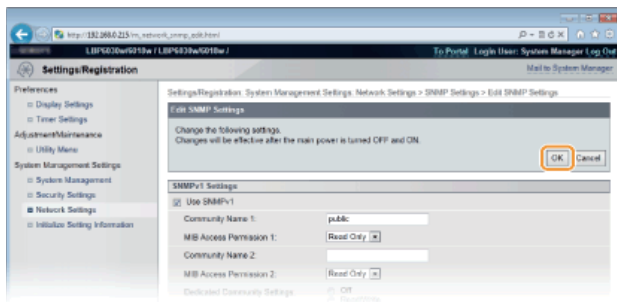 http://192.168.0.215/m_network_snmp_edit.html
LBP6030w/6018w / LBP6030w/6018w /
To Portal Login User: System Manager Log Out
Settings/Registration
Mail to System Manager
Preferences
Display Settings
Timer Settings
Adjustment/Maintenance
Utility Menu
System Management Settings
System Management
Security Settings
Network Settings
Initialize Setting Information
Settings/Registration: System Management Settings: Network Settings > SNMP Settings > Edit SNMP Settings
Edit SNMP Settings
Change the following settings.
Changes will be effective after the main power is turned OFF and ON.
OK Cancel
SNMPv1 Settings
Use SNMPv1
Community Name 1: public
MIB Access Permission 1: Read Only
Community Name 2:
MIB Access Permission 2: Read Only
Dedicated Community Settings Off